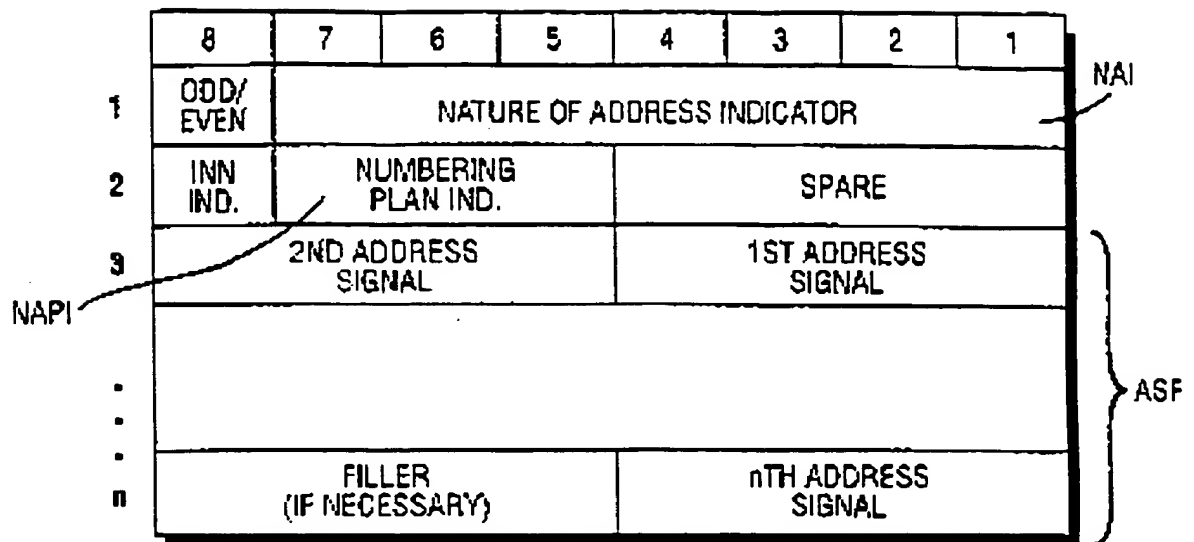 8 7 6 5 4 3 2 1
NAI
1 ODD/
EVEN NATURE OF ADDRESS INDICATOR
2 INN
IND. NUMBERING
PLAN IND. SPARE
3 2ND ADDRESS
SIGNAL 1ST ADDRESS
SIGNAL
NAPI
ASF
.
.
.
n FILLER
(IF NECESSARY) nTH ADDRESS
SIGNAL